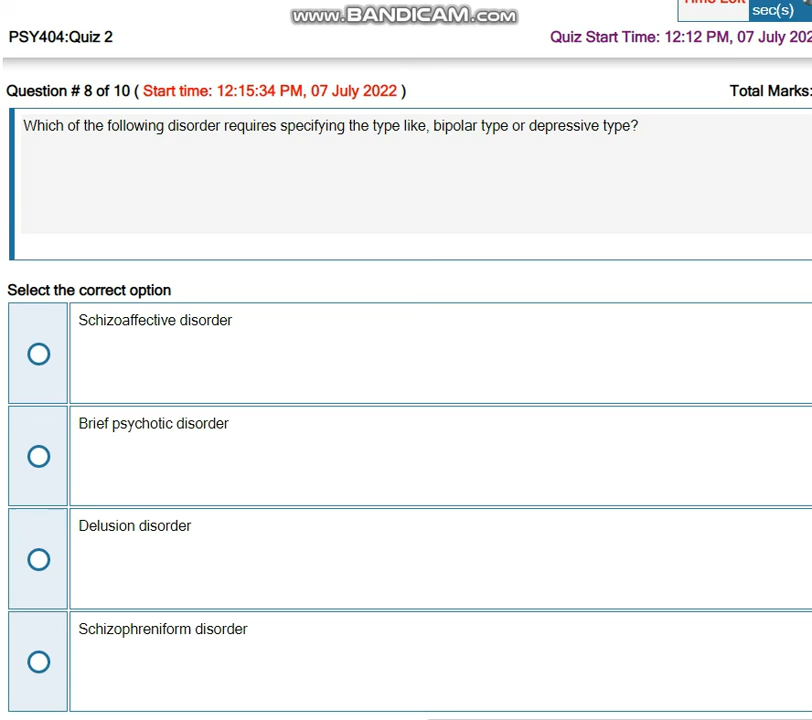 www.BANDICAM.com
sec(s)
PSY404:Quiz 2
Quiz Start Time: 12:12 PM, 07 July 202
Question # 8 of 10 ( Start time: 12:15:34 PM, 07 July 2022 )
Total Marks:
Which of the following disorder requires specifying the type like, bipolar type or depressive type?
Select the correct option
Schizoaffective disorder
Brief psychotic disorder
Delusion disorder
Schizophreniform disorder